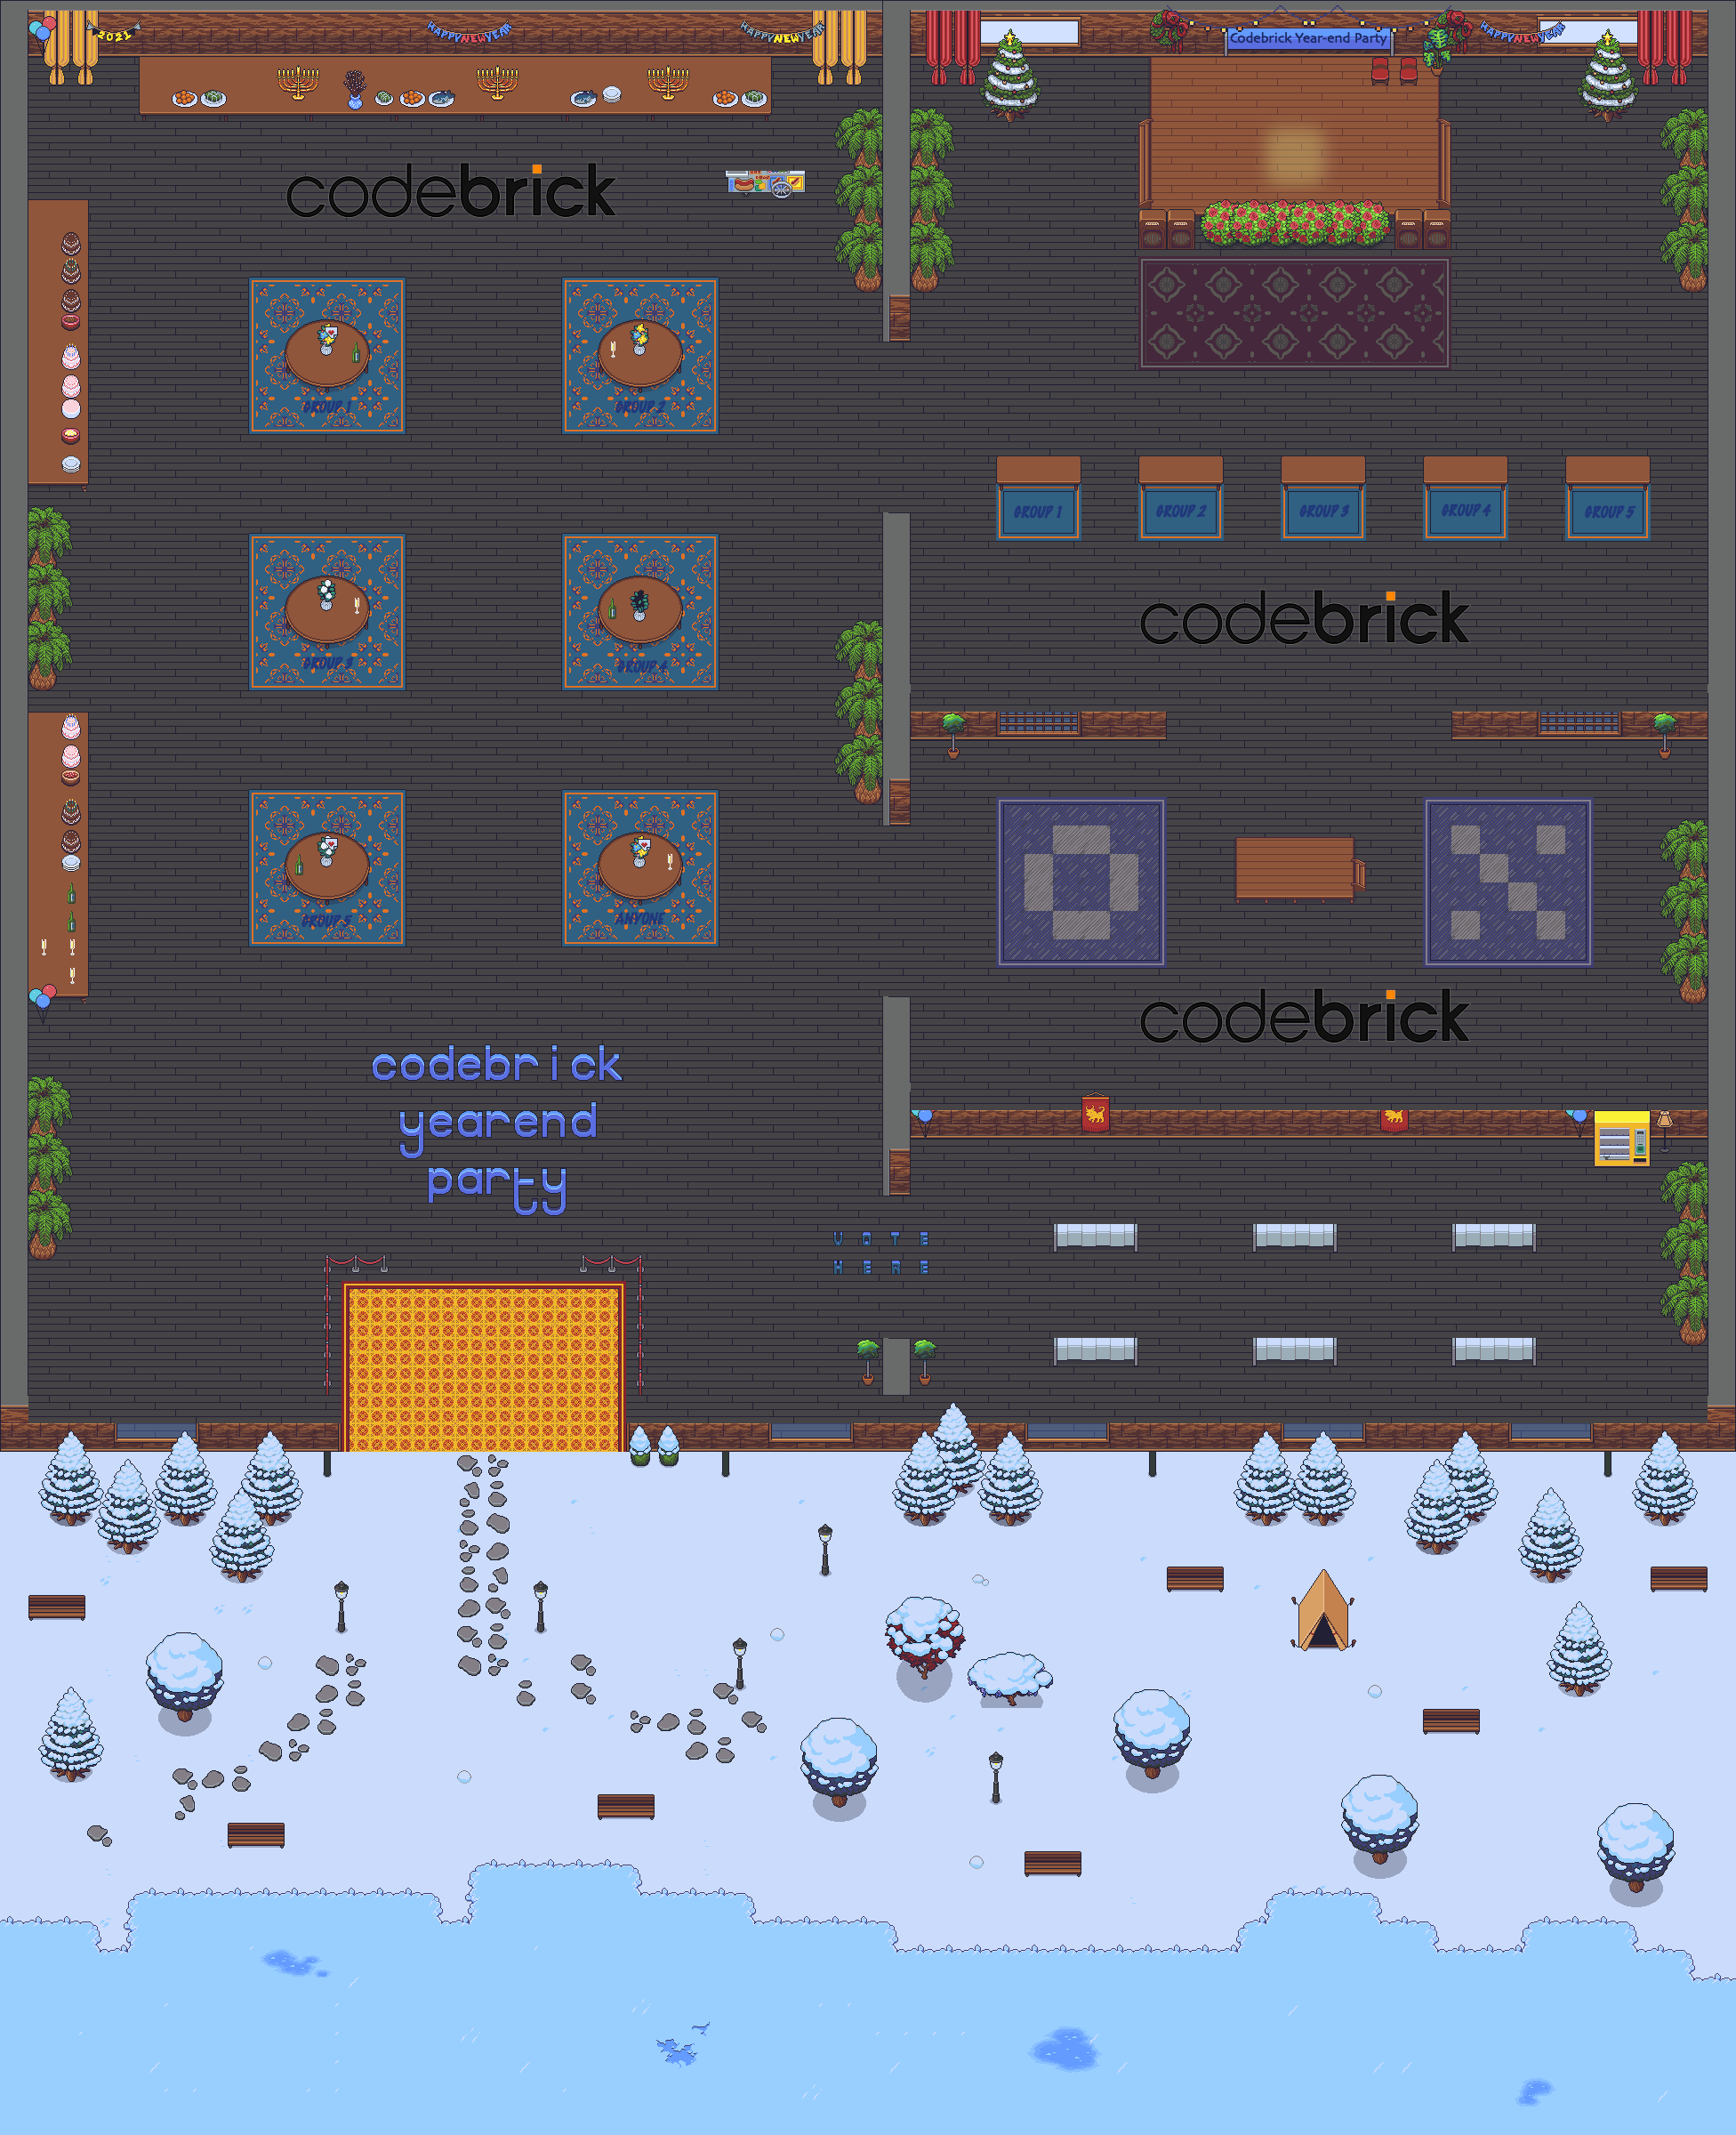 2021
HAPPY NEW YEAR
HAPPY NEW YEAR
Codebrick Year-end Party
HAPPY NEW YEAR
codebrick
GROUP 1
GROUP 2
GROUP 1
GROUP 2
GROUP 3
GROUP 4
GROUP 5
codebrick
GROUP 3
GROUP 4
O
X
GROUP 5
ANYONE
codebrick
codebrick
yearend
party